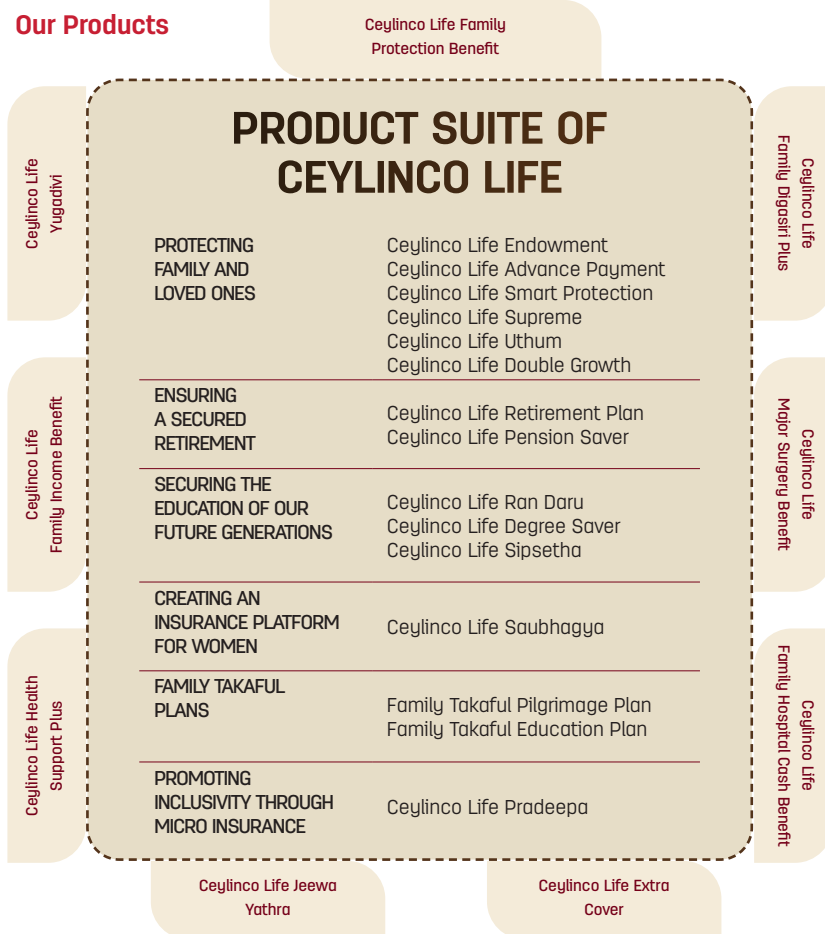 Our Products
Ceylinco Life Family
Protection Benefit
PRODUCT SUITE OF
CEYLINCO LIFE
PROTECTING
FAMILY AND
LOVED ONES
Ceylinco Life Endowment
Ceylinco Life Advance Payment
Ceylinco Life Smart Protection
Ceylinco Life Supreme
Ceylinco Life Uthum
Ceylinco Life Double Growth
ENSURING
A SECURED
RETIREMENT
Ceylinco Life Retirement Plan
Ceylinco Life Pension Saver
SECURING THE
EDUCATION OF OUR
FUTURE GENERATIONS
Ceylinco Life Ran Daru
Ceylinco Life Degree Saver
Ceylinco Life Sipsetha
CREATING AN
INSURANCE PLATFORM
FOR WOMEN
Ceylinco Life Saubhagya
FAMILY TAKAFUL
PLANS
Family Takaful Pilgrimage Plan
Family Takaful Education Plan
PROMOTING
INCLUSIVITY THROUGH
MICRO INSURANCE
Ceylinco Life Pradeepa
Ceylinco Life
Yugadivi
Ceylinco Life
Family Income Benefit
Ceylinco Life Health
Support Plus
Ceylinco Life
Family Digasiri Plus
Ceylinco Life
Major Surgery Benefit
Ceylinco Life
Family Hospital Cash Benefit
Ceylinco Life Jeewa
Yathra
Ceylinco Life Extra
Cover